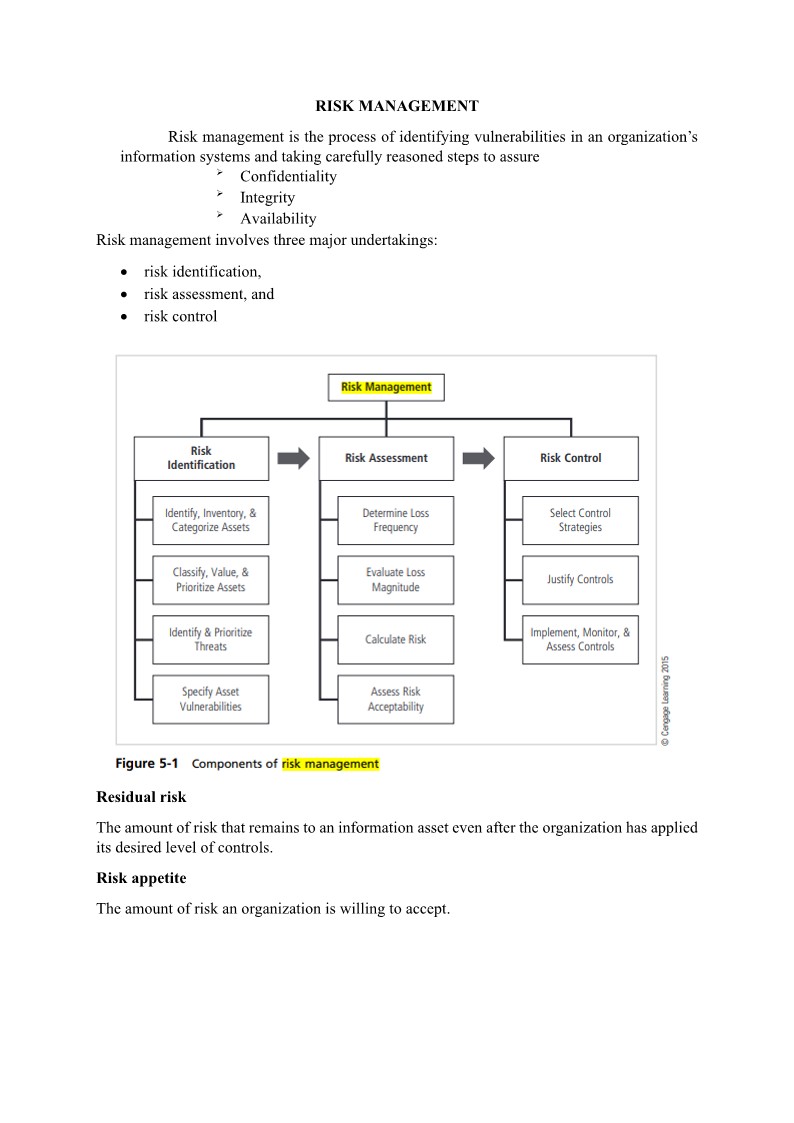 RISK MANAGEMENT
Risk management is the process of identifying vulnerabilities in an organization’s
information systems and taking carefully reasoned steps to assure
➢ Confidentiality
➢ Integrity
➢ Availability
Risk management involves three major undertakings:
• risk identification,
• risk assessment, and
• risk control
Risk Management
Risk
Identification
Identify, Inventory, &
Categorize Assets
Classify, Value, &
Prioritize Assets
Identify & Prioritize
Threats
Specify Asset
Vulnerabilities
Risk Assessment
Determine Loss
Frequency
Evaluate Loss
Magnitude
Calculate Risk
Assess Risk
Acceptability
Risk Control
Select Control
Strategies
Justify Controls
Implement, Monitor, &
Assess Controls
© Cengage Learning 2015
Figure 5-1 Components of risk management
Residual risk
The amount of risk that remains to an information asset even after the organization has applied
its desired level of controls.
Risk appetite
The amount of risk an organization is willing to accept.